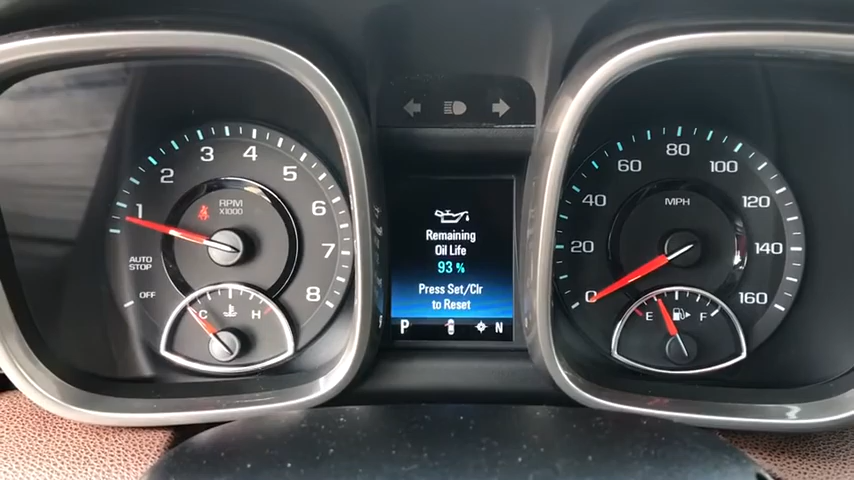 1
2
3
4
5
6
7
8
RPM
X1000
AUTO
STOP
OFF
C
H
Remaining
Oil Life
93 %
Press Set/Clr
to Reset
P
N
0
20
40
60
80
100
120
140
160
MPH
E
F